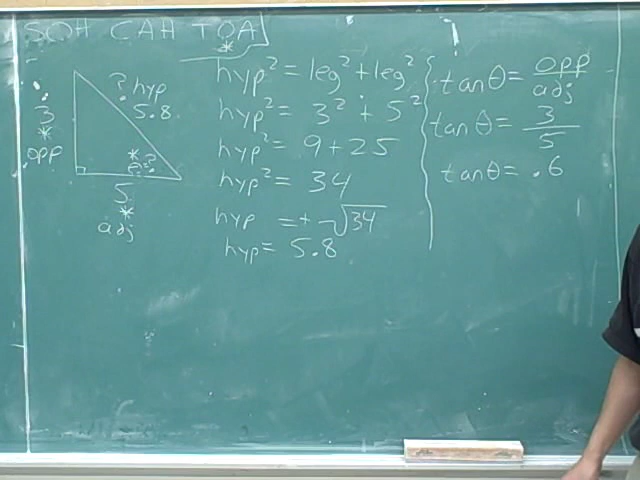 SOH CAH TOA
*
? hyp
5.8
3
*
opp
* 
θ=?
5
*
adj
hyp² = leg² + leg²
hyp² = 3² + 5²
hyp² = 9 + 25
hyp² = 34
hyp = + √34
hyp = 5.8
tanθ = opp/adj
tanθ = 3/5
tanθ = .6